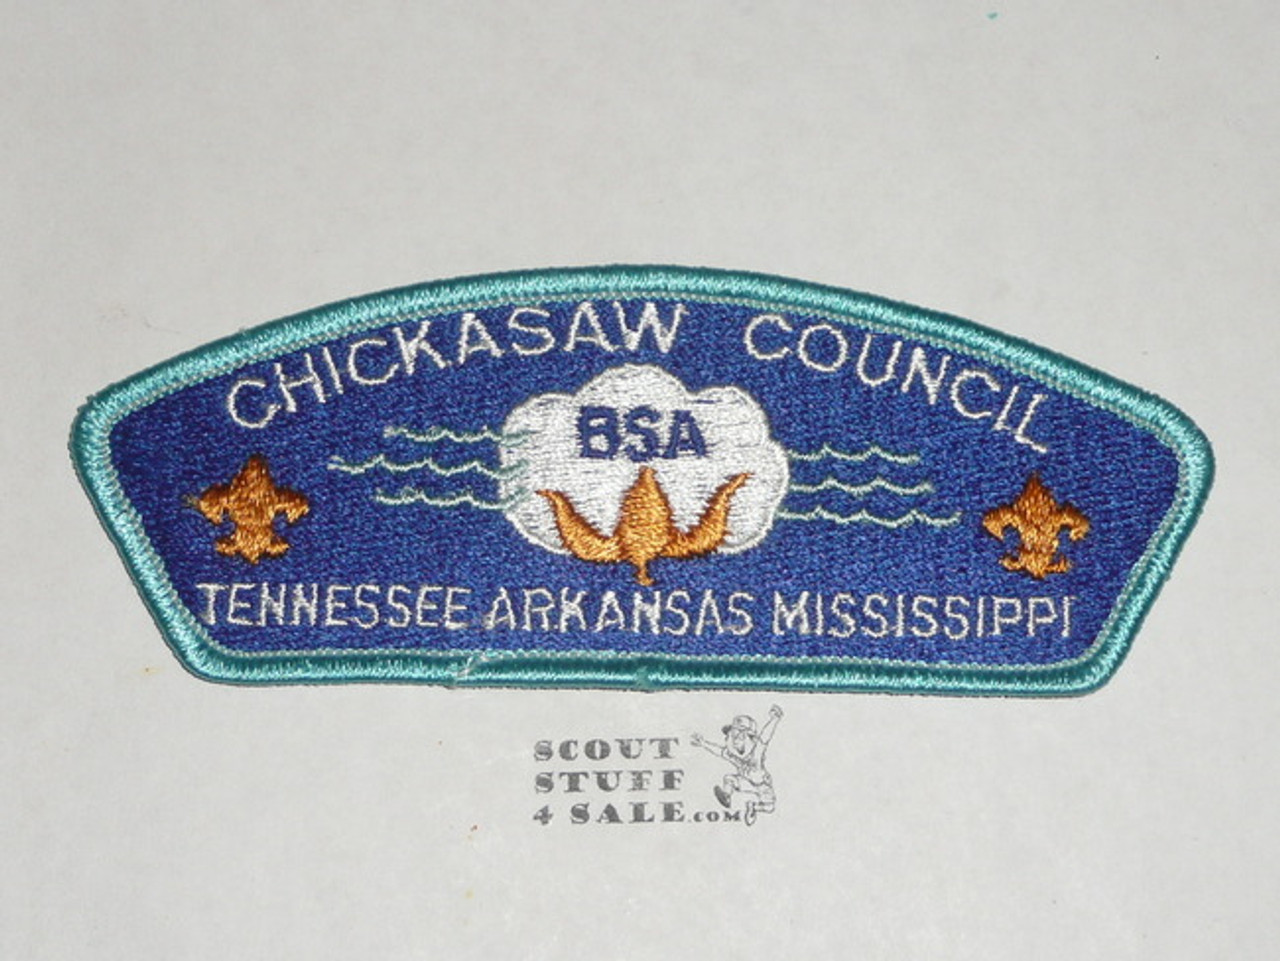 CHICKASAW COUNCIL
BSA
TENNESSEE ARKANSAS MISSISSIPPI
SCOUT
STUFF
4 SALE.COM